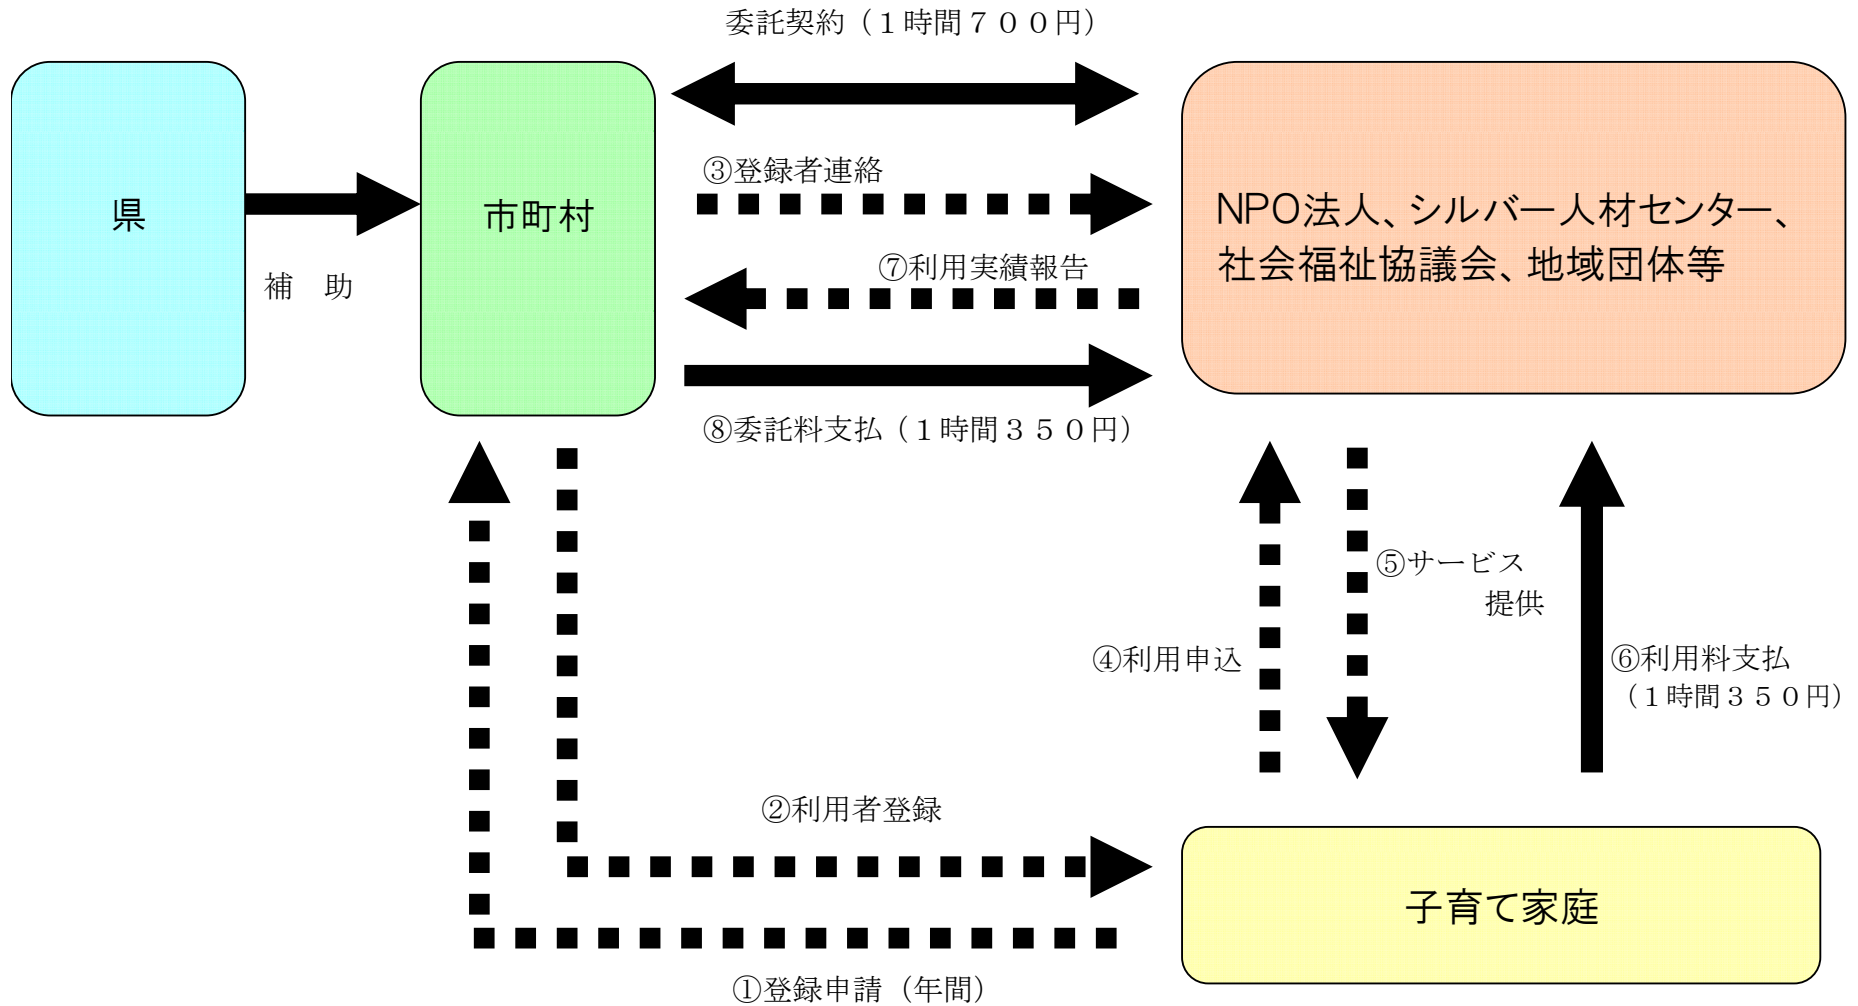 委託契約（１時間７００円）
県
市町村
③登録者連絡
NPO法人、シルバー人材センター、
社会福祉協議会、地域団体等
補　助
⑦利用実績報告
⑧委託料支払（１時間３５０円）
⑤サービス
提供
④利用申込
⑥利用料支払
（１時間３５０円）
②利用者登録
子育て家庭
①登録申請（年間）